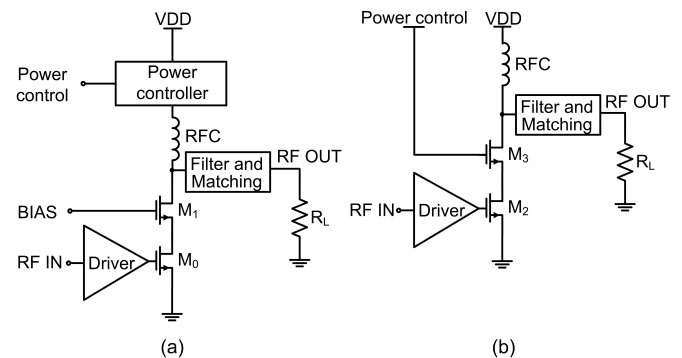 VDD
Power
control
Power
controller
RFC
Filter and
Matching
RF OUT
BIAS
M1
RL
RF IN
Driver
M0
(a)
Power control
VDD
RFC
Filter and
Matching
RF OUT
M3
RL
RF IN
Driver
M2
(b)